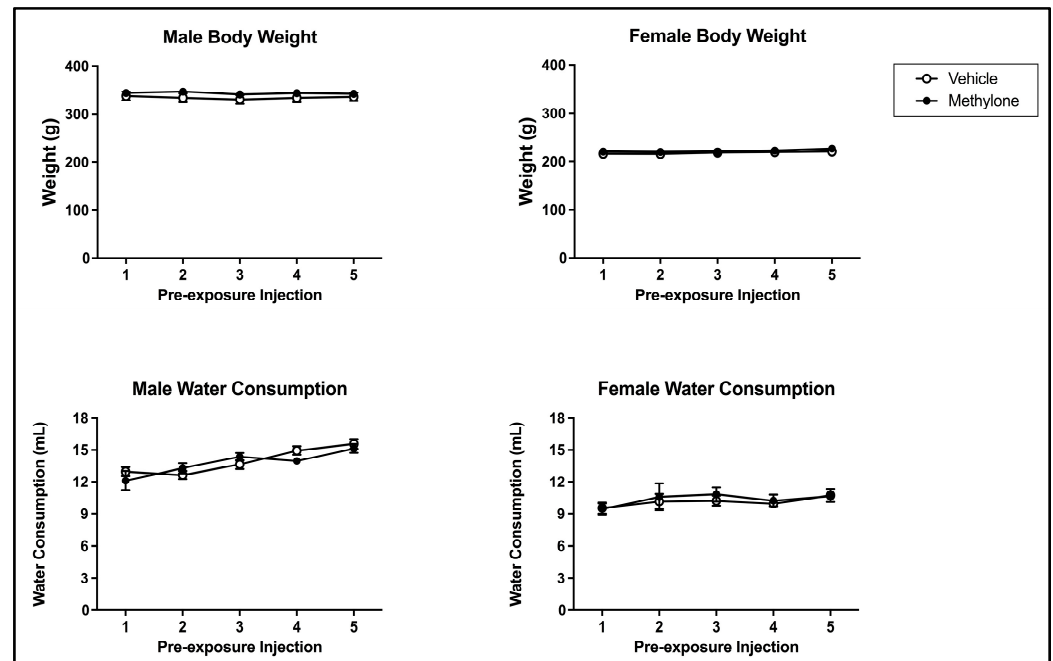 Male Body Weight
Weight (g)
400
300
200
100
0
1 2 3 4 5
Pre-exposure Injection
Female Body Weight
Weight (g)
400
300
200
100
0
1 2 3 4 5
Pre-exposure Injection
Vehicle
Methylone
Male Water Consumption
Water Consumption (mL)
18
15
12
9
6
3
0
1 2 3 4 5
Pre-exposure Injection
Female Water Consumption
Water Consumption (mL)
18
15
12
9
6
3
0
1 2 3 4 5
Pre-exposure Injection